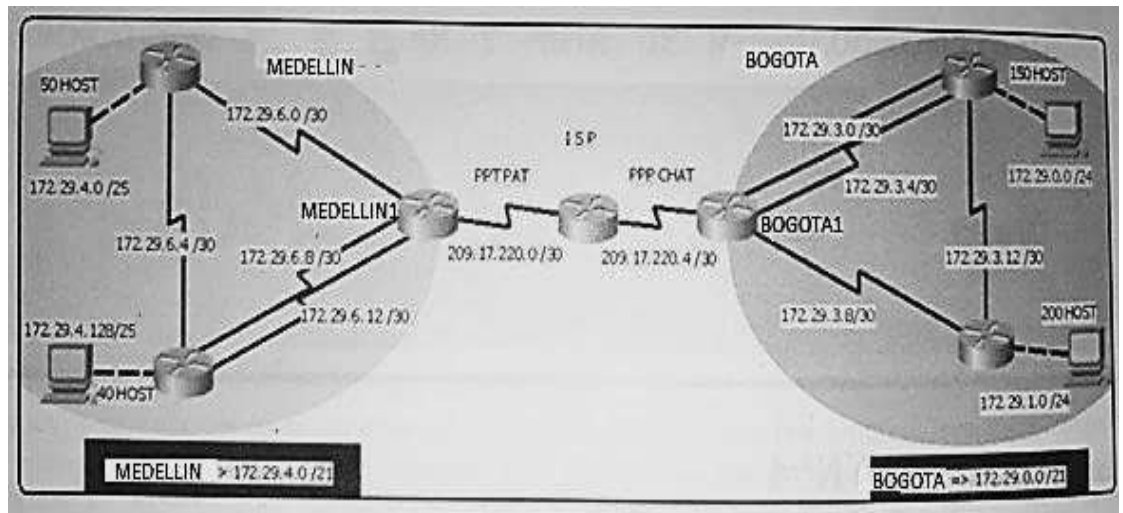 MEDELLIN
BOGOTA
50 HOST
150 HOST
172.29.6.0 /30
172.29.3.0 /30
ISP
172.29.4.0 /25
PPT PAT
PPP CHAT
172.29.3.4/30
172.29.0.0 /24
MEDELLIN1
BOGOTA1
172.29.6.4 /30
172.29.6.8 /30
209.17.220.0 /30
209.17.220.4 /30
172.29.3.12 /30
172.29.6.12 /30
172.29.3.8/30
200 HOST
172.29.4.128/25
40 HOST
172.29.1.0 /24
MEDELLIN > 172.29.4.0 /21
BOGOTA => 172.29.0.0 /21